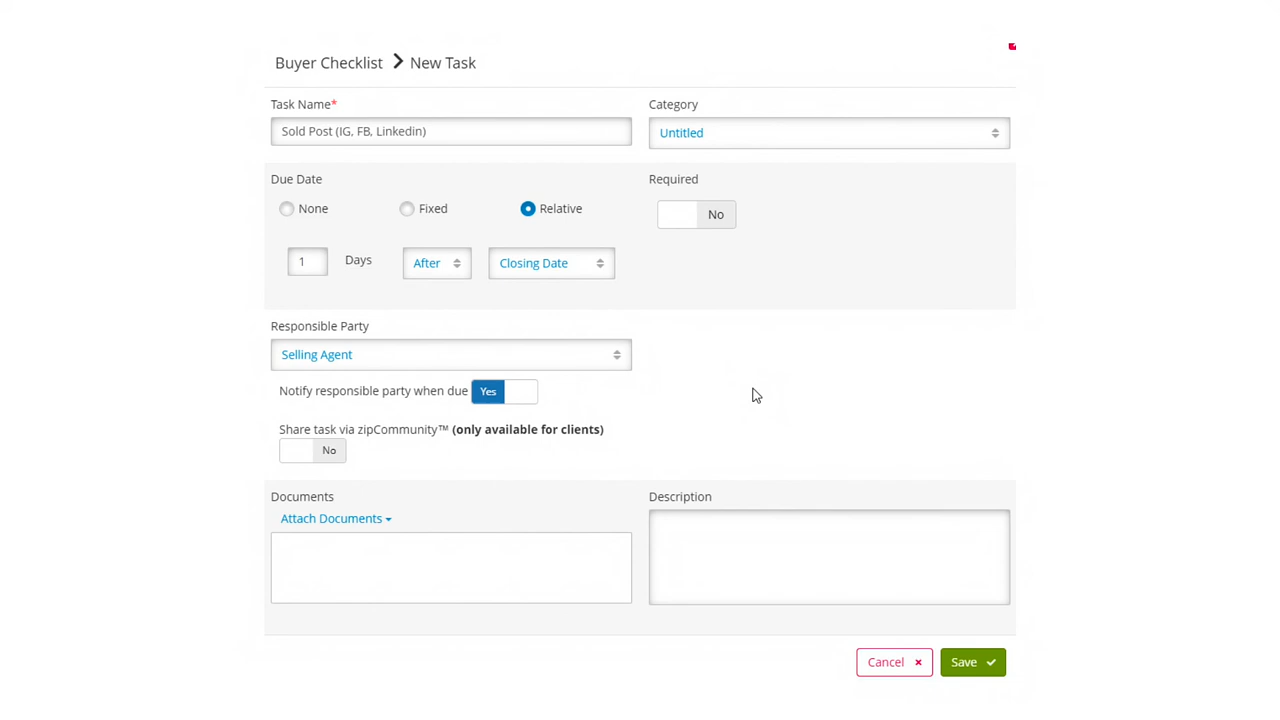 Buyer Checklist > New Task
Task Name*
Category
Sold Post (IG, FB, Linkedin)
Untitled
Due Date
Required
None
Fixed
Relative
No
1
Days
After
Closing Date
Responsible Party
Selling Agent
Notify responsible party when due
Yes
Share task via zipCommunity™ (only available for clients)
No
Documents
Description
Attach Documents
Cancel ×
Save ✓